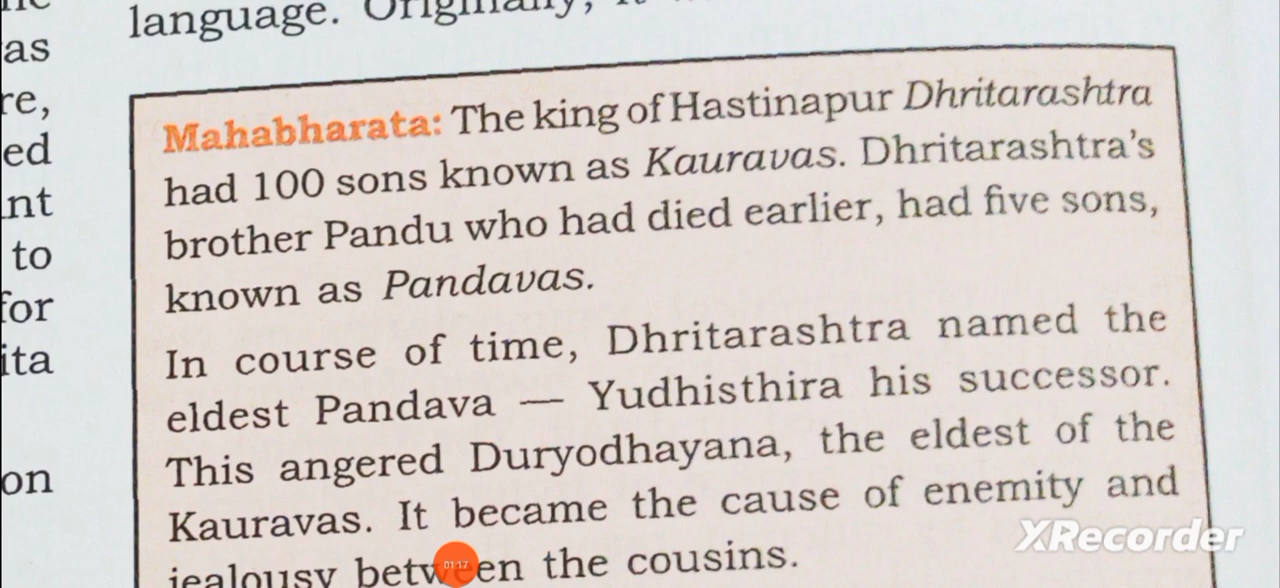 as
re,
ed
nt
to
for
ita
on
language. Originally,
Mahabharata: The king of Hastinapur Dhritarashtra
had 100 sons known as Kauravas. Dhritarashtra's
brother Pandu who had died earlier, had five sons,
known as Pandavas.
In course of time, Dhritarashtra named the
eldest Pandava — Yudhisthira his successor.
This angered Duryodhayana, the eldest of the
Kauravas. It became the cause of enemity and
jealousy between the cousins.
01:17
XRecorder